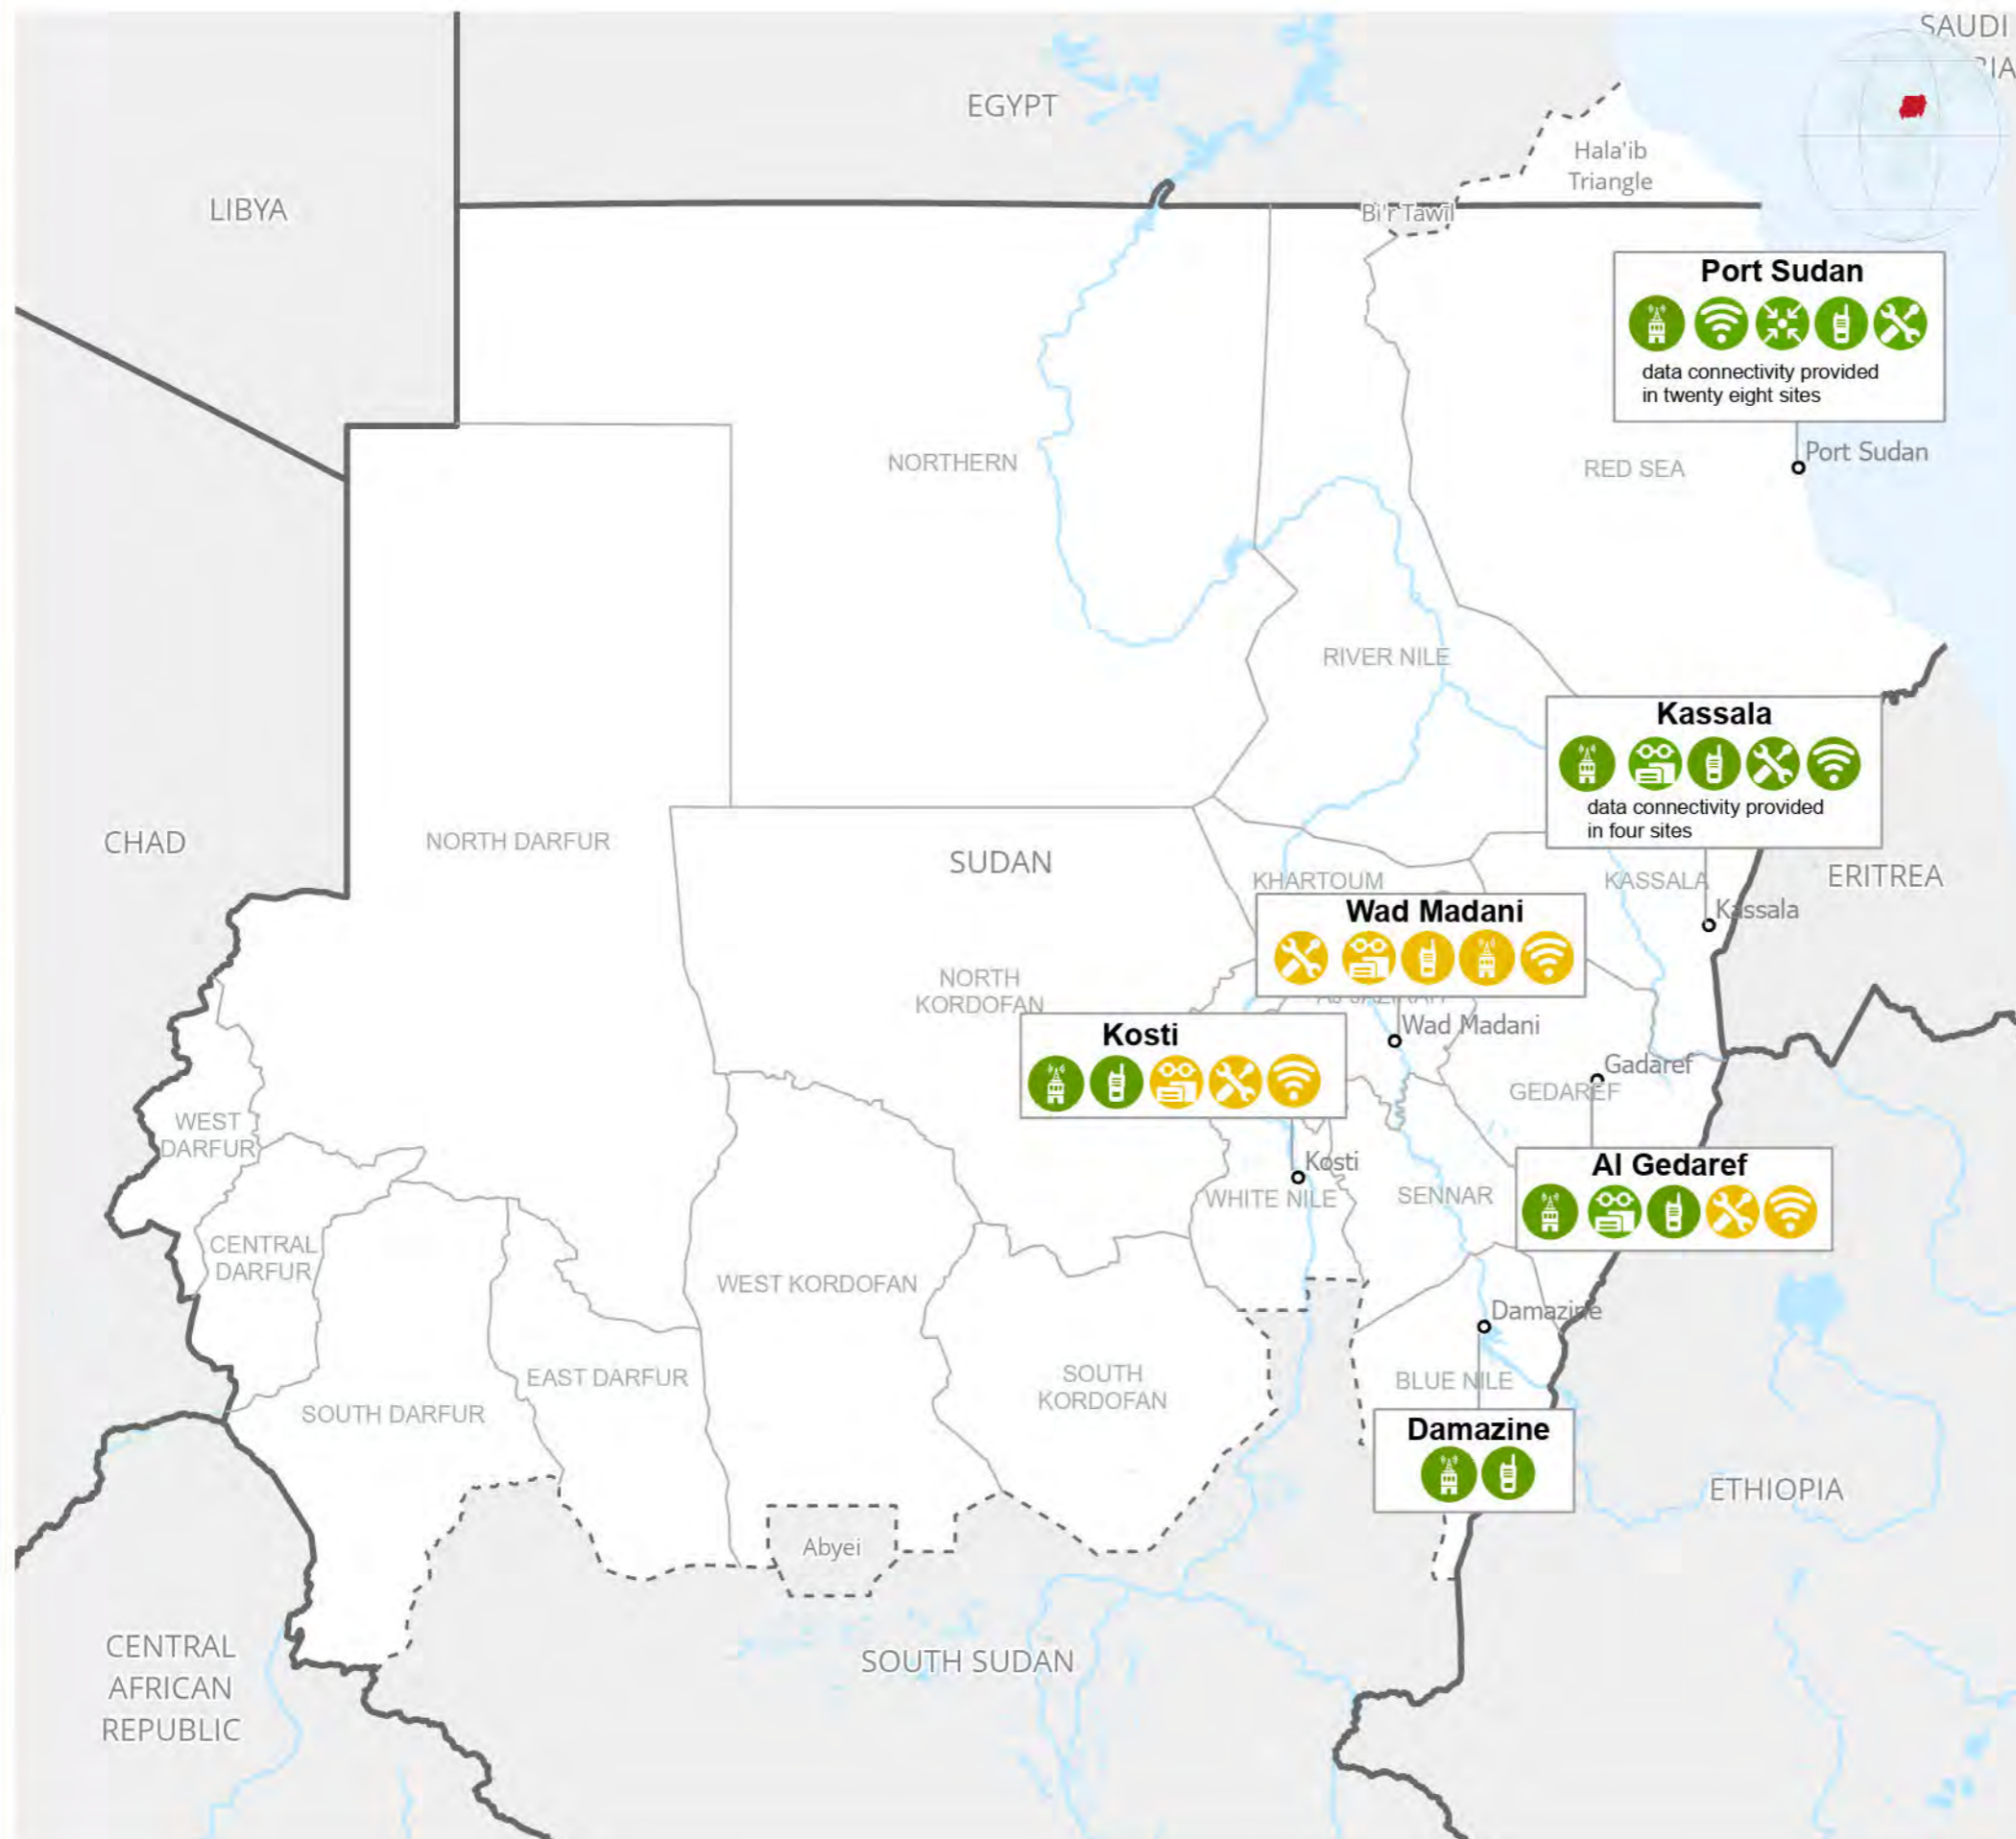 SAUDI
EGYPT
Hala'ib
Triangle
LIBYA
Bi'r Tawil
Port Sudan
data connectivity provided
in twenty eight sites
Port Sudan
NORTHERN
RED SEA
RIVER NILE
Kassala
data connectivity provided
in four sites
CHAD
NORTH DARFUR
SUDAN
KHARTOUM
KASSALA
ERITREA
Kassala
Wad Madani
NORTH
KORDOFAN
Wad Madani
Kosti
Gadaref
GEDAREF
WEST
DARFUR
Kosti
Al Gedaref
WHITE NILE
SENNAR
CENTRAL
DARFUR
WEST KORDOFAN
Damazine
EAST DARFUR
SOUTH
KORDOFAN
BLUE NILE
SOUTH DARFUR
Damazine
ETHIOPIA
Abyei
CENTRAL
AFRICAN
REPUBLIC
SOUTH SUDAN